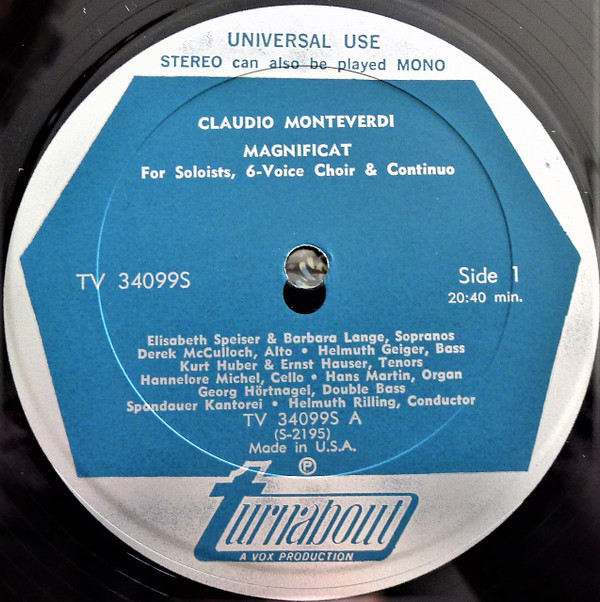 UNIVERSAL USE
STEREO can also be played MONO
CLAUDIO MONTEVERDI
MAGNIFICAT
For Soloists, 6-Voice Choir & Continuo
TV 34099S
Side 1
20:40 min.
Elisabeth Speiser & Barbara Lange, Sopranos
Derek McCulloch, Alto • Helmuth Geiger, Bass
Kurt Huber & Ernst Hauser, Tenors
Hannelore Michel, Cello • Hans Martin, Organ
Georg Hörtnagel, Double Bass
Spandauer Kantorei • Helmuth Rilling, Conductor
TV 34099S A
(S-2195)
Made in U.S.A.
℗
Turnabout
A VOX PRODUCTION